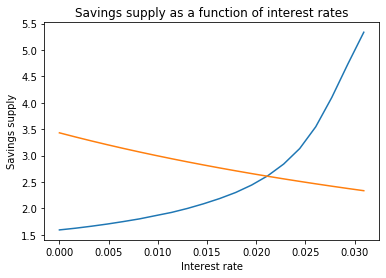 Savings supply as a function of interest rates
5.5
5.0
4.5
4.0
3.5
3.0
2.5
2.0
1.5
Savings supply
0.000 0.005 0.010 0.015 0.020 0.025 0.030
Interest rate